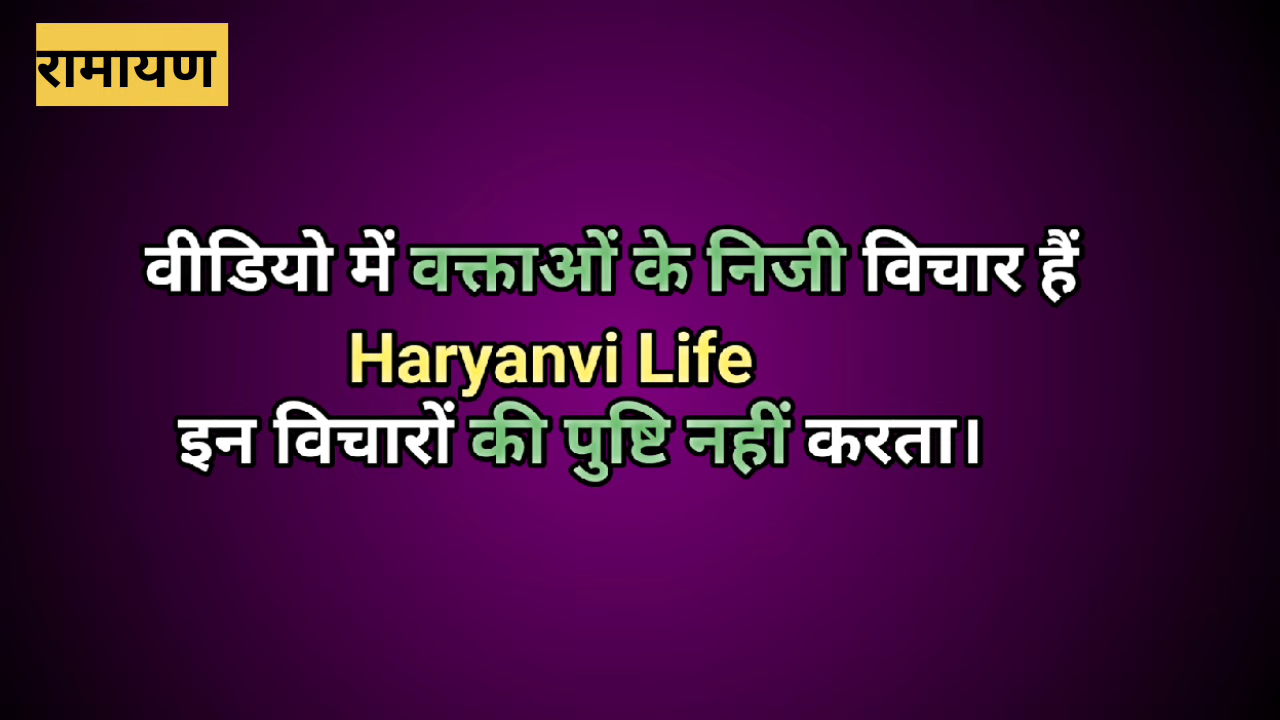 रामायण
वीडियो में वक्ताओं के निजी विचार हैं
Haryanvi Life
इन विचारों की पुष्टि नहीं करता।